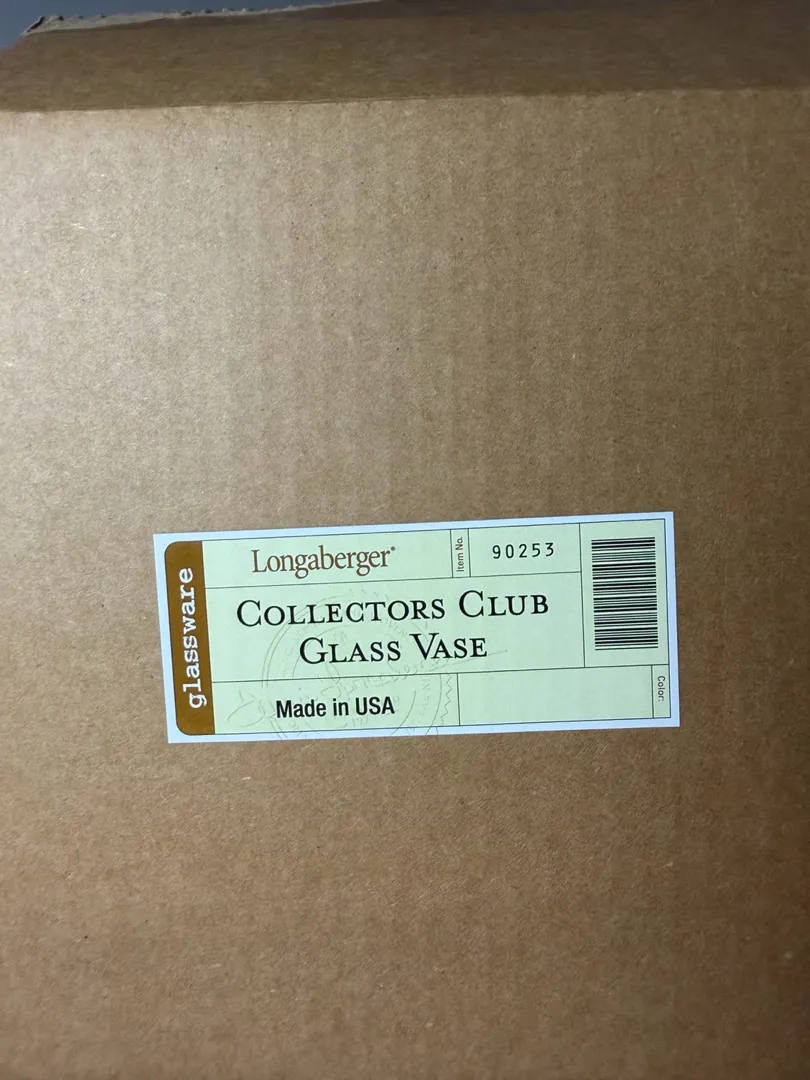 glassware
Longaberger®
Item No.
90253
COLLECTORS CLUB
GLASS VASE
Made in USA
Color: